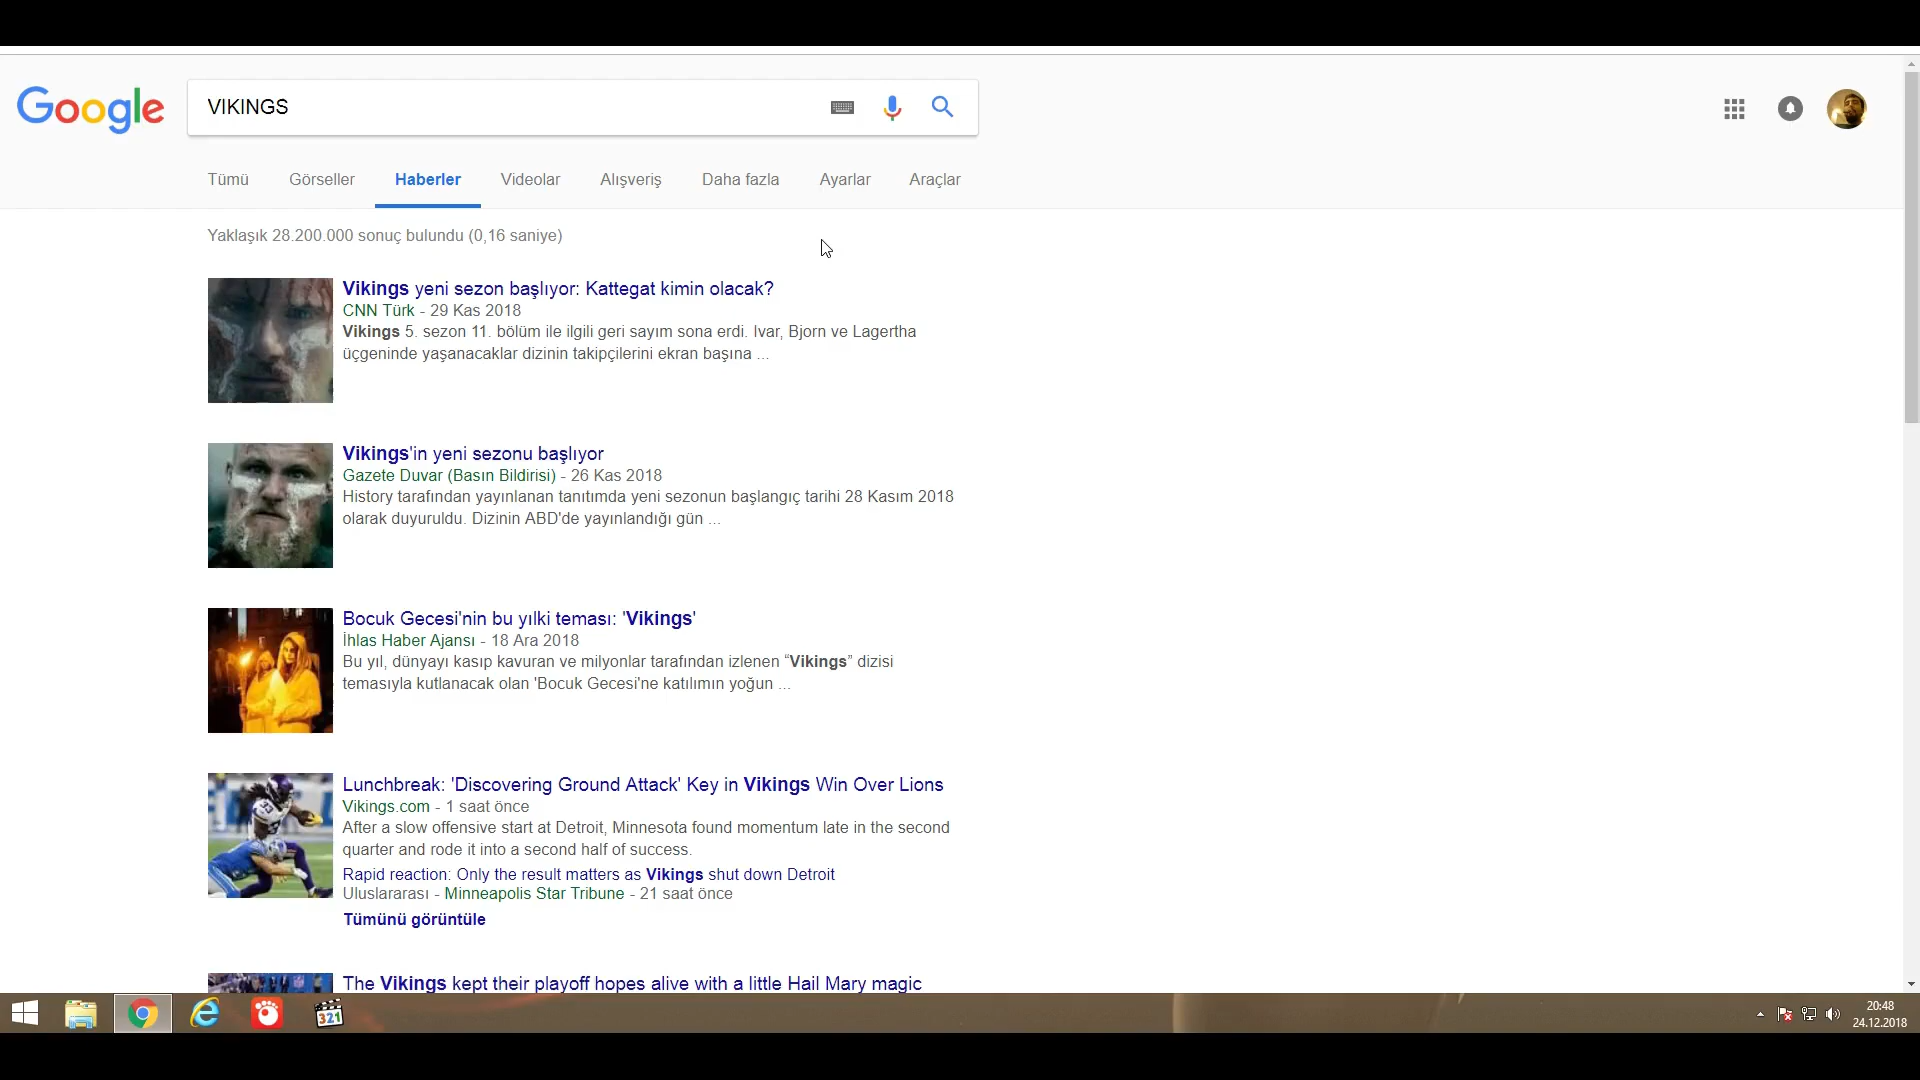 Google
VIKINGS
Tümü Görseller Haberler Videolar Alışveriş Daha fazla Ayarlar Araçlar
Yaklaşık 28.200.000 sonuç bulundu (0,16 saniye)
Vikings yeni sezon başlıyor: Kattegat kimin olacak?
CNN Türk - 29 Kas 2018
Vikings 5. sezon 11. bölüm ile ilgili geri sayım sona erdi. Ivar, Bjorn ve Lagertha
üçgeninde yaşanacaklar dizinin takipçilerini ekran başına ...
Vikings'in yeni sezonu başlıyor
Gazete Duvar (Basın Bildirisi) - 26 Kas 2018
History tarafından yayınlanan tanıtımda yeni sezonun başlangıç tarihi 28 Kasım 2018
olarak duyuruldu. Dizinin ABD'de yayınlandığı gün ...
Bocuk Gecesi'nin bu yılki teması: 'Vikings'
İhlas Haber Ajansı - 18 Ara 2018
Bu yıl, dünyayı kasıp kavuran ve milyonlar tarafından izlenen “Vikings” dizisi
temasıyla kutlanacak olan 'Bocuk Gecesi'ne katılımın yoğun ...
Lunchbreak: 'Discovering Ground Attack' Key in Vikings Win Over Lions
Vikings.com - 1 saat önce
After a slow offensive start at Detroit, Minnesota found momentum late in the second
quarter and rode it into a second half of success.
Rapid reaction: Only the result matters as Vikings shut down Detroit
Uluslararası - Minneapolis Star Tribune - 21 saat önce
Tümünü görüntüle
The Vikings kept their playoff hopes alive with a little Hail Mary magic
321
20:48
24.12.2018